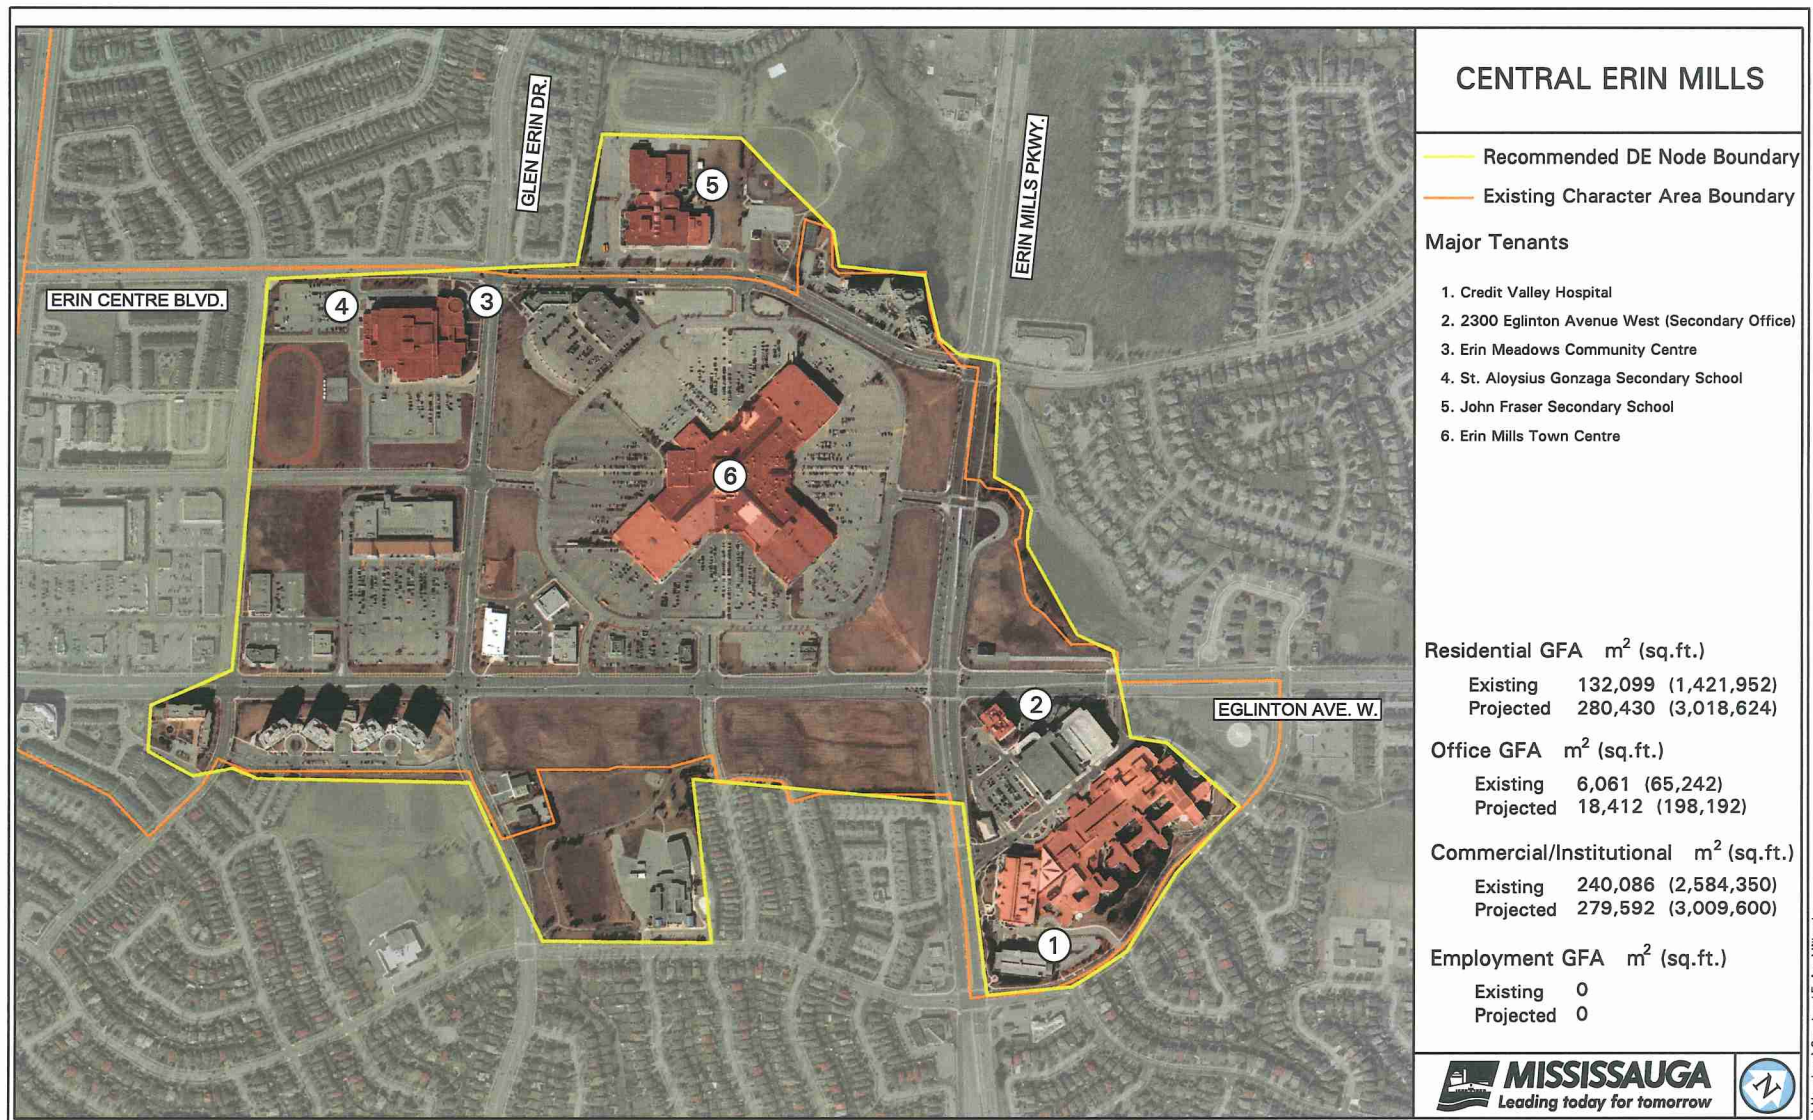 CENTRAL ERIN MILLS
Recommended DE Node Boundary
Existing Character Area Boundary
Major Tenants
1. Credit Valley Hospital
2. 2300 Eglinton Avenue West (Secondary Office)
3. Erin Meadows Community Centre
4. St. Aloysius Gonzaga Secondary School
5. John Fraser Secondary School
6. Erin Mills Town Centre
Residential GFA m² (sq.ft.)
Existing 132,099 (1,421,952)
Projected 280,430 (3,018,624)
Office GFA m² (sq.ft.)
Existing 6,061 (65,242)
Projected 18,412 (198,192)
Commercial/Institutional m² (sq.ft.)
Existing 240,086 (2,584,350)
Projected 279,592 (3,009,600)
Employment GFA m² (sq.ft.)
Existing 0
Projected 0
MISSISSAUGA
Leading today for tomorrow
N
GLEN ERIN DR.
ERIN MILLS PKWY.
ERIN CENTRE BLVD.
EGLINTON AVE. W.
5
4
3
6
2
1